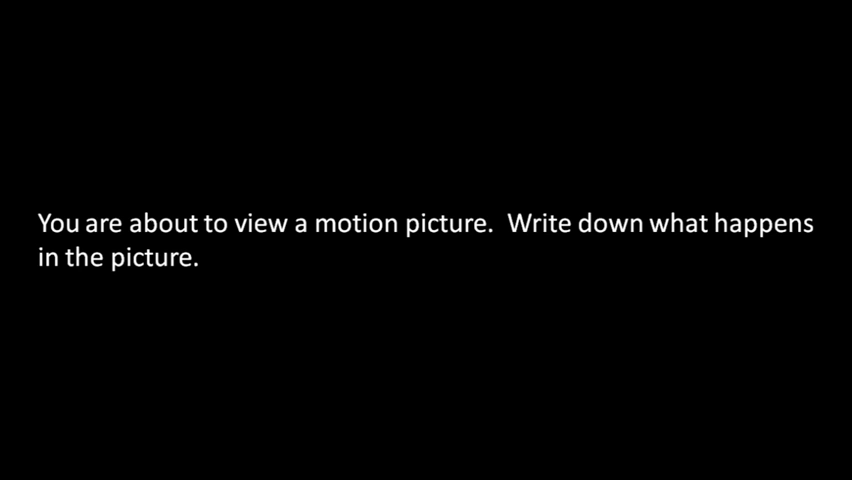 You are about to view a motion picture.  Write down what happens
in the picture.